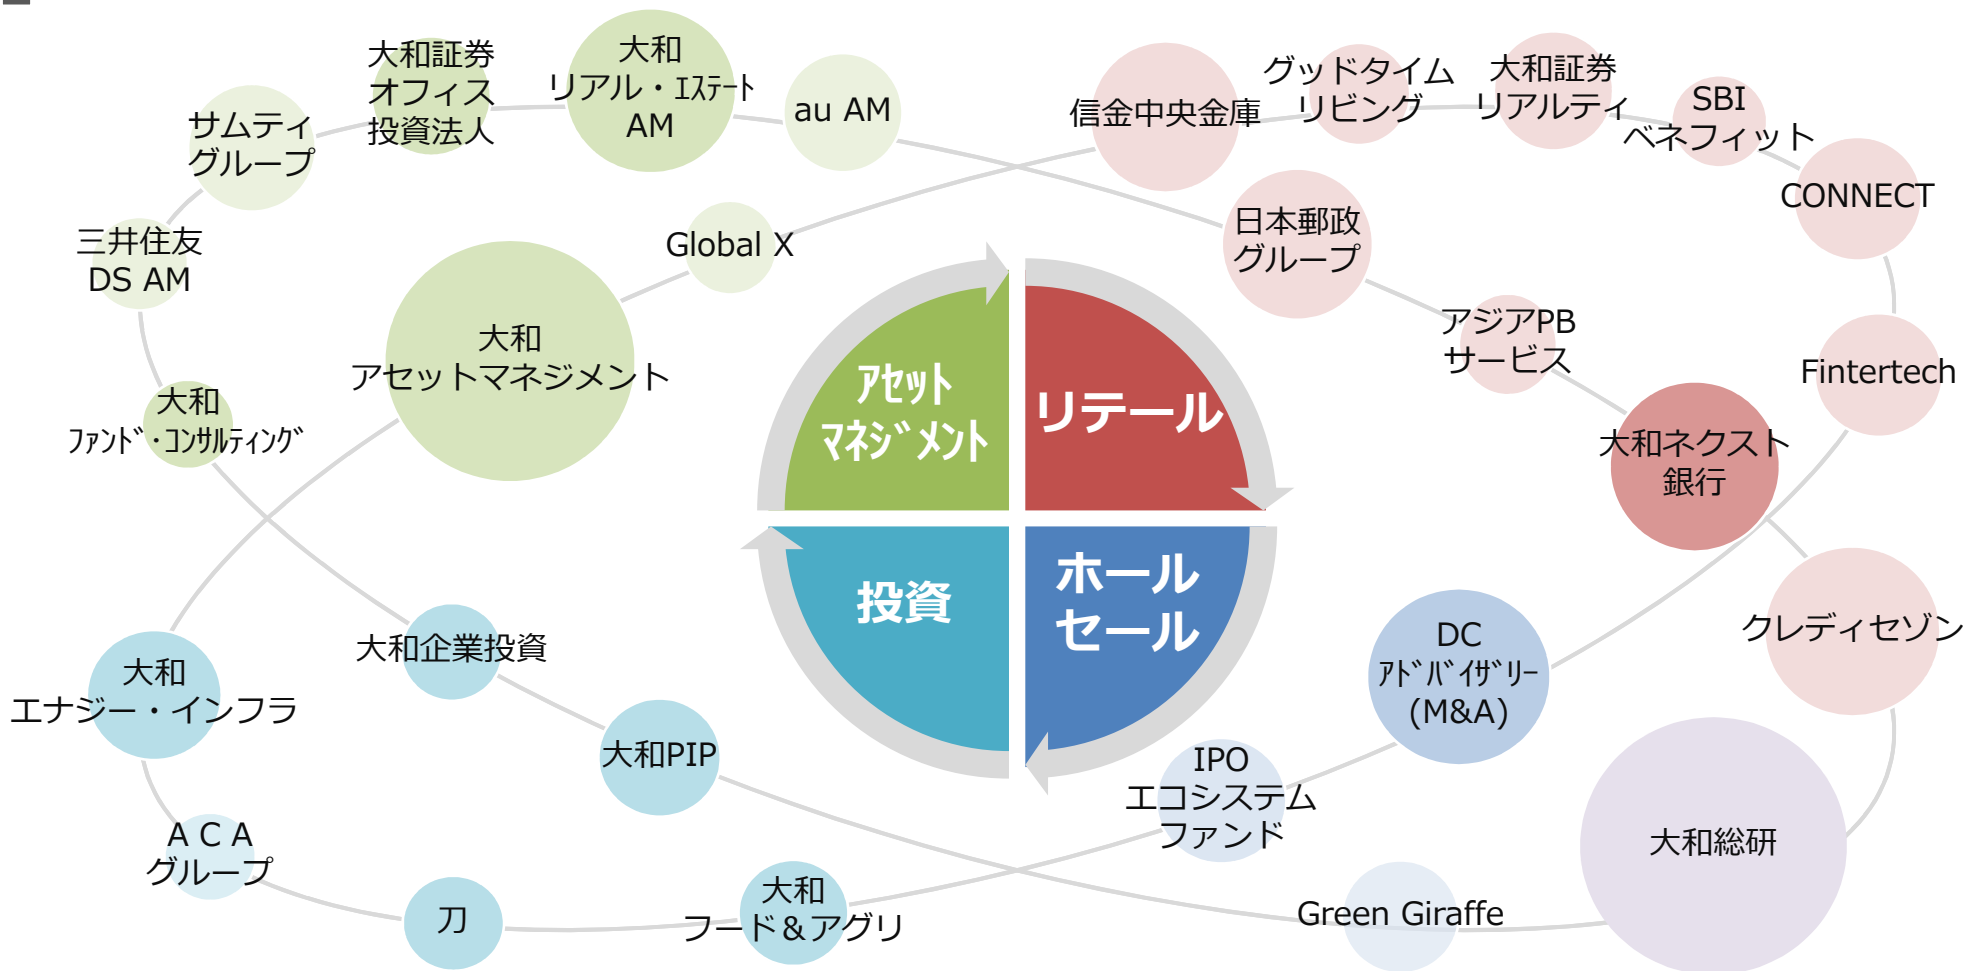 大和証券
オフィス
投資法人
大和
リアル・ｴｽﾃｰﾄ
AM
au AM
サムティ
グループ
三井住友
DS AM
Global X
大和
アセットマネジメント
大和
ﾌｧﾝﾄﾞ・ｺﾝｻﾙﾃｨﾝｸﾞ
信金中央金庫
グッドタイム
リビング
大和証券
リアルティ
SBI
ベネフィット
CONNECT
日本郵政
グループ
アジアPB
サービス
Fintertech
大和ネクスト
銀行
クレディセゾン
ｱｾｯﾄ
ﾏﾈｼﾞﾒﾝﾄ
リテール
投資
ホール
セール
大和
エナジー・インフラ
大和企業投資
大和PIP
ＡＣＡ
グループ
刀
大和
フード＆アグリ
DC
ｱﾄﾞﾊﾞｲｻﾞﾘｰ
(M&A)
IPO
エコシステム
ファンド
Green Giraffe
大和総研